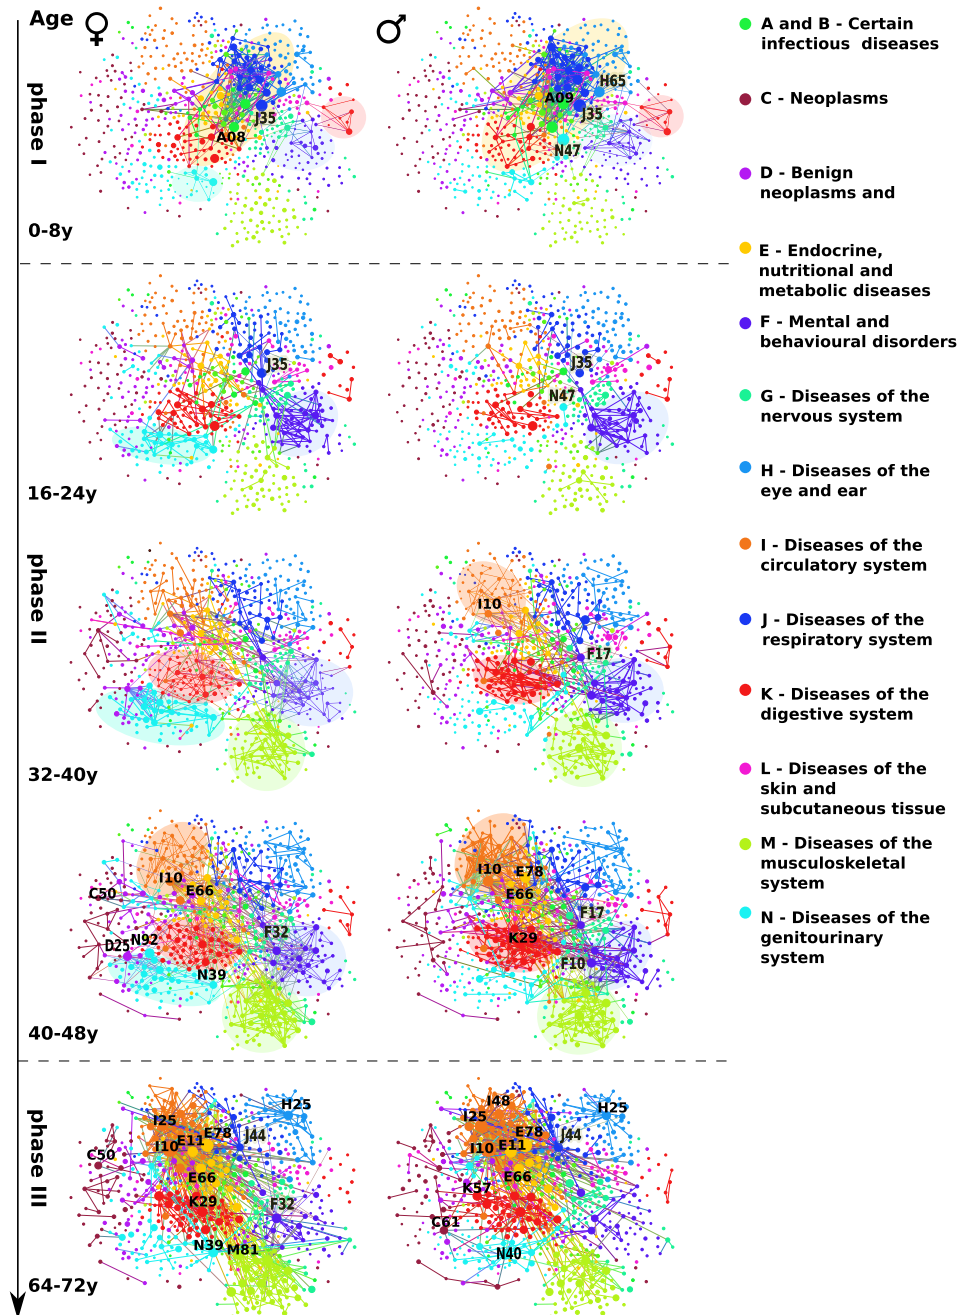 Age ♀ ♂
phase I
H65
A09
J35
J35
A08
N47
0-8y
J35
J35
N47
16-24y
phase II
I10
F17
32-40y
I10
E66
C50
F32
D25
N92
N39
I10
E78
E66
F17
K29
F10
40-48y
phase III
H25
I25
E78
J44
I10
E11
C50
E66
K29
F32
N39
M81
I48
H25
I25
E78
J44
I10
E11
E66
K57
C61
N40
64-72y
A and B - Certain
infectious diseases
C - Neoplasms
D - Benign
neoplasms and
E - Endocrine,
nutritional and
metabolic diseases
F - Mental and
behavioural disorders
G - Diseases of the
nervous system
H - Diseases of the
eye and ear
I - Diseases of the
circulatory system
J - Diseases of the
respiratory system
K - Diseases of the
digestive system
L - Diseases of the
skin and
subcutaneous tissue
M - Diseases of the
musculoskeletal
system
N - Diseases of the
genitourinary
system